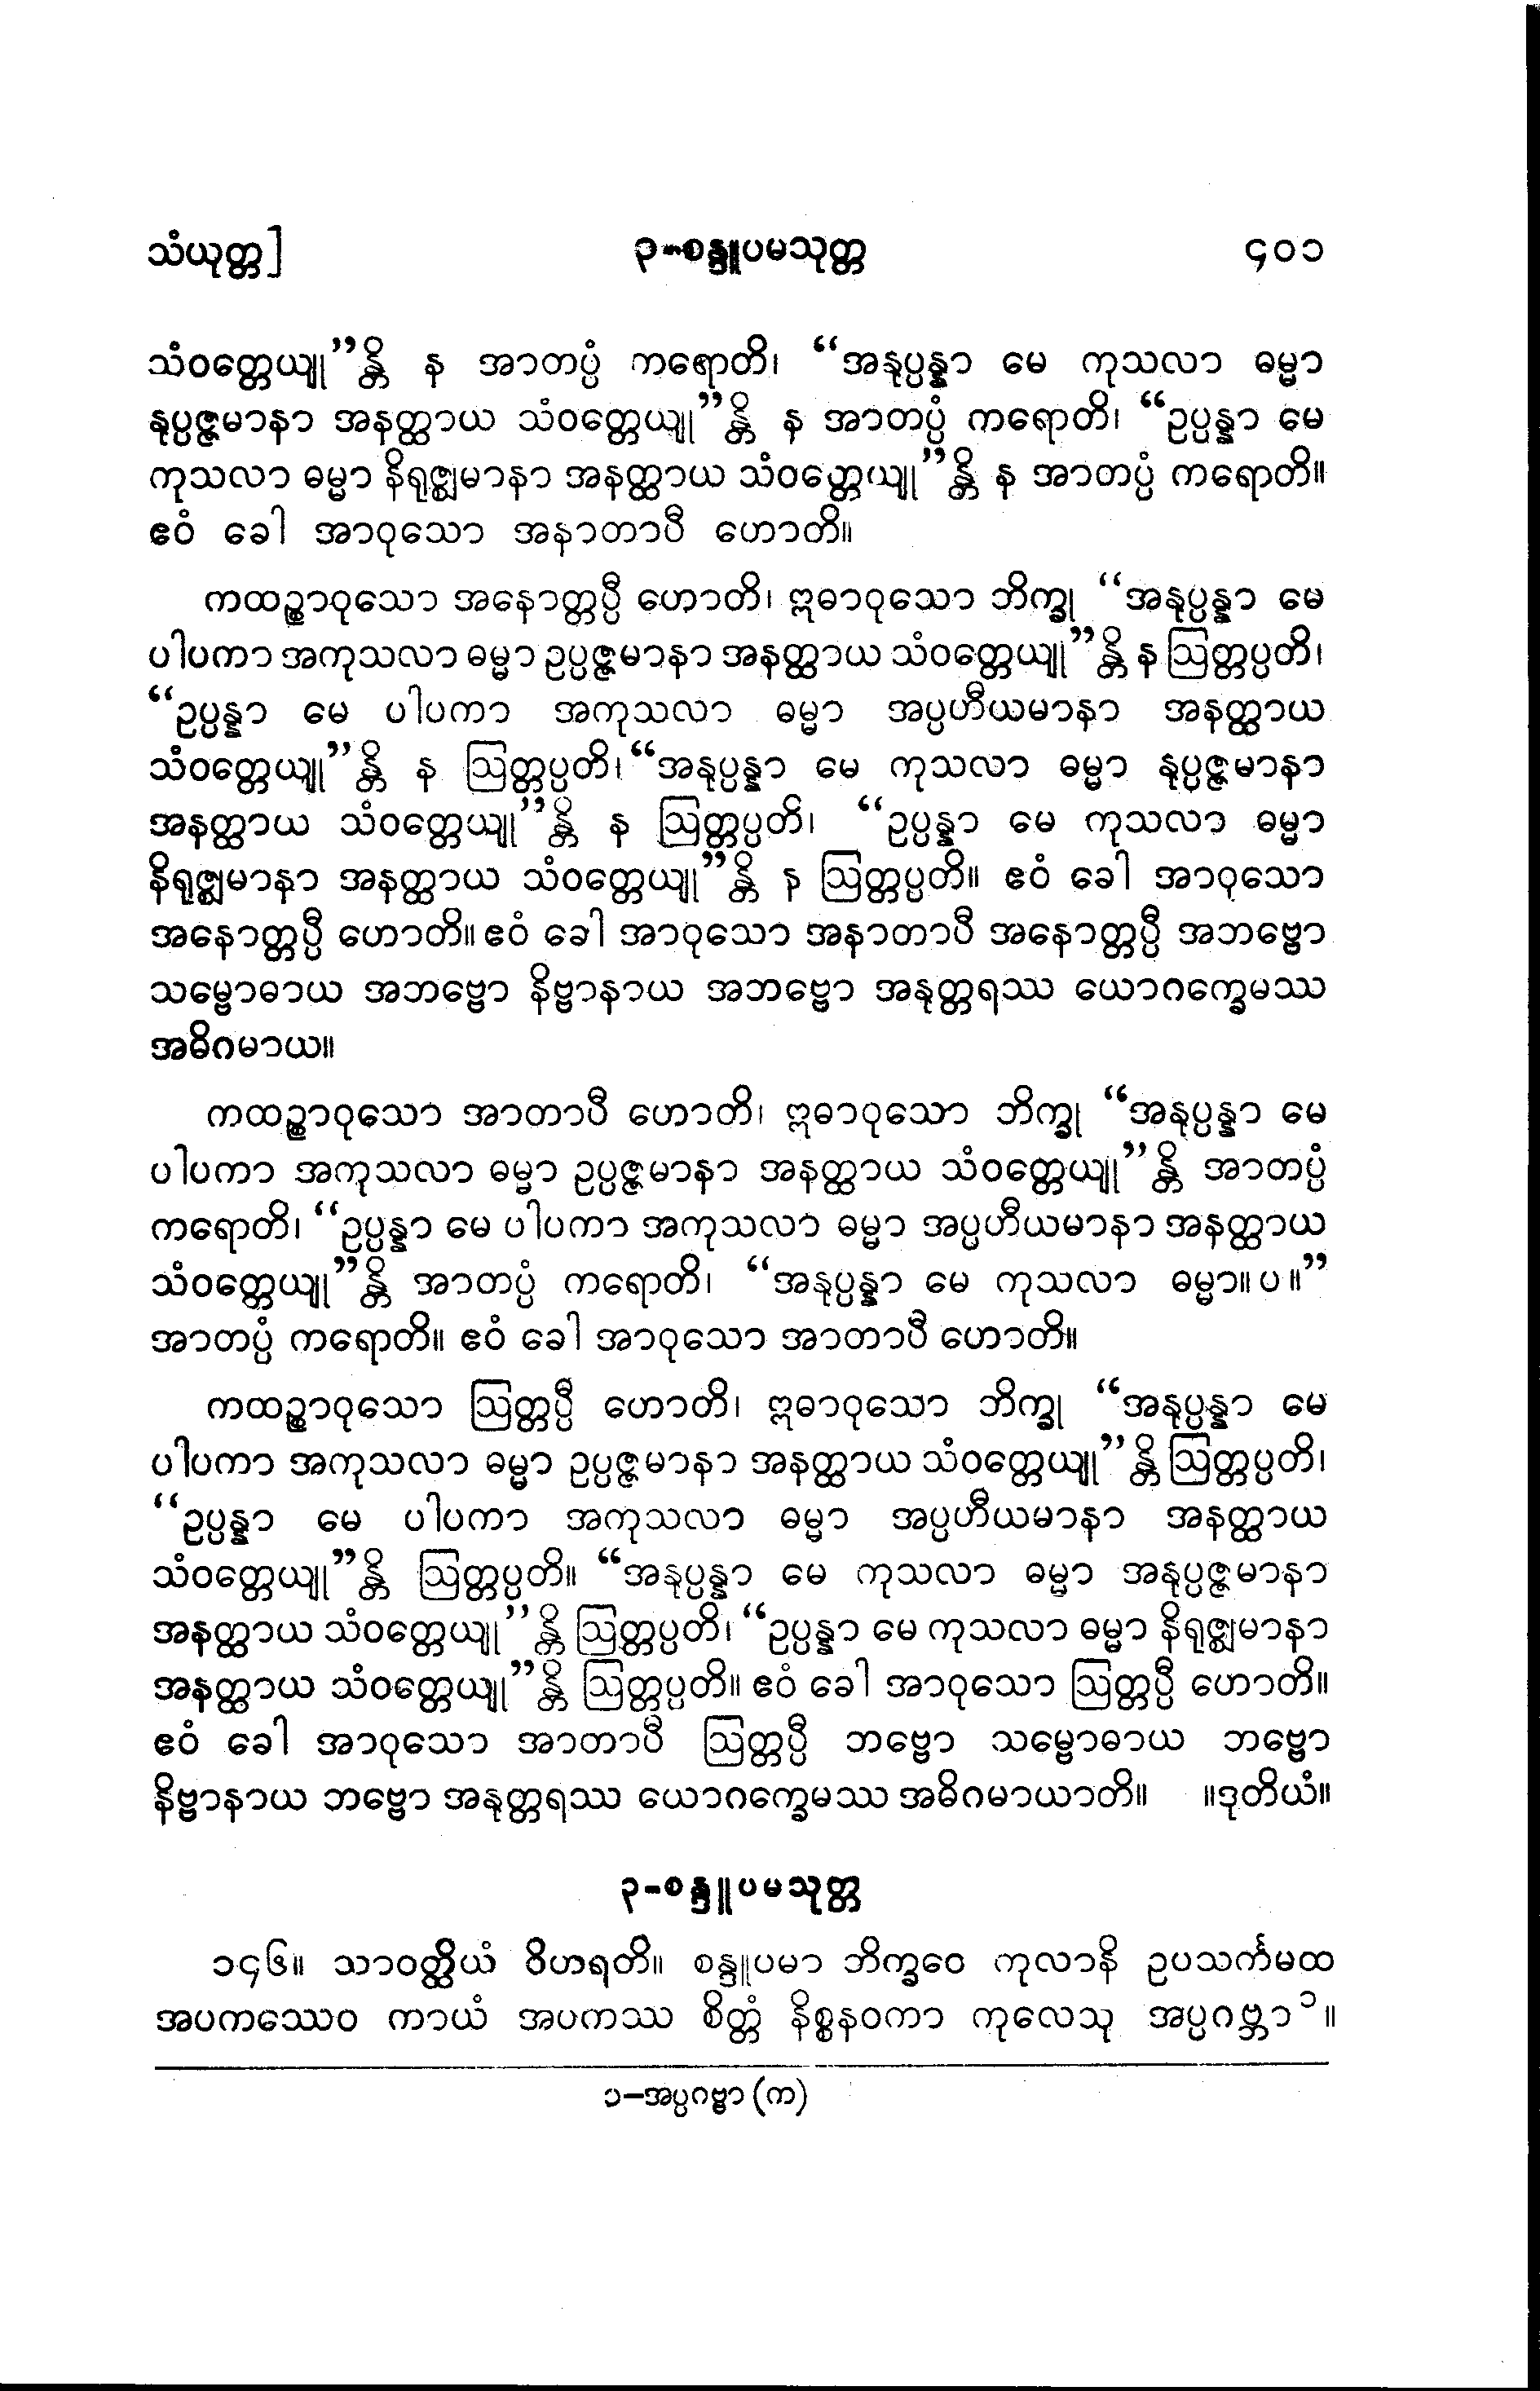 သံယုတ္တ] ၃-စန္ဒူပမသုတ္တ ၄၀၁
သံဝတ္တေယျု”န္တိ န အာတပ္ပံ ကရောတိ၊ “အနုပ္ပန္နာ မေ ကုသလာ ဓမ္မာ
နုပ္ပဇ္ဇမာနာ အနတ္ထာယ သံဝတ္တေယျု”န္တိ န အာတပ္ပံ ကရောတိ၊ “ဥပ္ပန္နာ မေ
ကုသလာ ဓမ္မာ နိရုဇ္ဈမာနာ အနတ္ထာယ သံဝတ္တေယျု”န္တိ န အာတပ္ပံ ကရောတိ။
ဧဝံ ခေါ အာဝုသော အနာတာပီ ဟောတိ။
ကထဉ္စာဝုသော အနောတ္တပ္ပီ ဟောတိ၊ ဣဓာဝုသော ဘိက္ခု “အနုပ္ပန္နာ မေ
ပါပကာ အကုသလာ ဓမ္မာ ဥပ္ပဇ္ဇမာနာ အနတ္ထာယ သံဝတ္တေယျု”န္တိ န ဩတ္တပ္ပတိ၊
“ဥပ္ပန္နာ မေ ပါပကာ အကုသလာ ဓမ္မာ အပ္ပဟီယမာနာ အနတ္ထာယ
သံဝတ္တေယျု”န္တိ န ဩတ္တပ္ပတိ၊ “အနုပ္ပန္နာ မေ ကုသလာ ဓမ္မာ နုပ္ပဇ္ဇမာနာ
အနတ္ထာယ သံဝတ္တေယျု”န္တိ န ဩတ္တပ္ပတိ၊ “ဥပ္ပန္နာ မေ ကုသလာ ဓမ္မာ
နိရုဇ္ဈမာနာ အနတ္ထာယ သံဝတ္တေယျု”န္တိ န ဩတ္တပ္ပတိ။ ဧဝံ ခေါ အာဝုသော
အနောတ္တပ္ပီ ဟောတိ။ ဧဝံ ခေါ အာဝုသော အနာတာပီ အနောတ္တပ္ပီ အဘဗ္ဗော
သမ္ဗောဓာယ အဘဗ္ဗော နိဗ္ဗာနာယ အဘဗ္ဗော အနုတ္တရဿ ယောဂက္ခေမဿ
အဓိဂမာယ။
ကထဉ္စာဝုသော အာတာပီ ဟောတိ၊ ဣဓာဝုသော ဘိက္ခု “အနုပ္ပန္နာ မေ
ပါပကာ အကုသလာ ဓမ္မာ ဥပ္ပဇ္ဇမာနာ အနတ္ထာယ သံဝတ္တေယျု”န္တိ အာတပ္ပံ
ကရောတိ၊ “ဥပ္ပန္နာ မေ ပါပကာ အကုသလာ ဓမ္မာ အပ္ပဟီယမာနာ အနတ္ထာယ
သံဝတ္တေယျု”န္တိ အာတပ္ပံ ကရောတိ၊ “အနုပ္ပန္နာ မေ ကုသလာ ဓမ္မာ။ပ။”
အာတပ္ပံ ကရောတိ။ ဧဝံ ခေါ အာဝုသော အာတာပီ ဟောတိ။
ကထဉ္စာဝုသော ဩတ္တပ္ပီ ဟောတိ၊ ဣဓာဝုသော ဘိက္ခု “အနုပ္ပန္နာ မေ
ပါပကာ အကုသလာ ဓမ္မာ ဥပ္ပဇ္ဇမာနာ အနတ္ထာယ သံဝတ္တေယျု”န္တိ ဩတ္တပ္ပတိ၊
“ဥပ္ပန္နာ မေ ပါပကာ အကုသလာ ဓမ္မာ အပ္ပဟီယမာနာ အနတ္ထာယ
သံဝတ္တေယျု”န္တိ ဩတ္တပ္ပတိ။ “အနုပ္ပန္နာ မေ ကုသလာ ဓမ္မာ အနုပ္ပဇ္ဇမာနာ
အနတ္ထာယ သံဝတ္တေယျု”န္တိ ဩတ္တပ္ပတိ၊ “ဥပ္ပန္နာ မေ ကုသလာ ဓမ္မာ နိရုဇ္ဈမာနာ
အနတ္ထာယ သံဝတ္တေယျု”န္တိ ဩတ္တပ္ပတိ။ ဧဝံ ခေါ အာဝုသော ဩတ္တပ္ပီ ဟောတိ။
ဧဝံ ခေါ အာဝုသော အာတာပီ ဩတ္တပ္ပီ ဘဗ္ဗော သမ္ဗောဓာယ ဘဗ္ဗော
နိဗ္ဗာနာယ ဘဗ္ဗော အနုတ္တရဿ ယောဂက္ခေမဿ အဓိဂမာယာတိ။ ။ဒုတိယံ။
၃-စန္ဒူပမသုတ္တ
၁၄၆။ သာဝတ္ထိယံ ဝိဟရတိ။ စန္ဒူပမာ ဘိက္ခဝေ ကုလာနိ ဥပသင်္ကမထ
အပကဿေဝ ကာယံ အပကဿ စိတ္တံ နိစ္စနဝကာ ကုလေသု အပ္ပဂဗ္ဘာ၁။
၁-အပ္ပဂဗ္ဗာ (က)